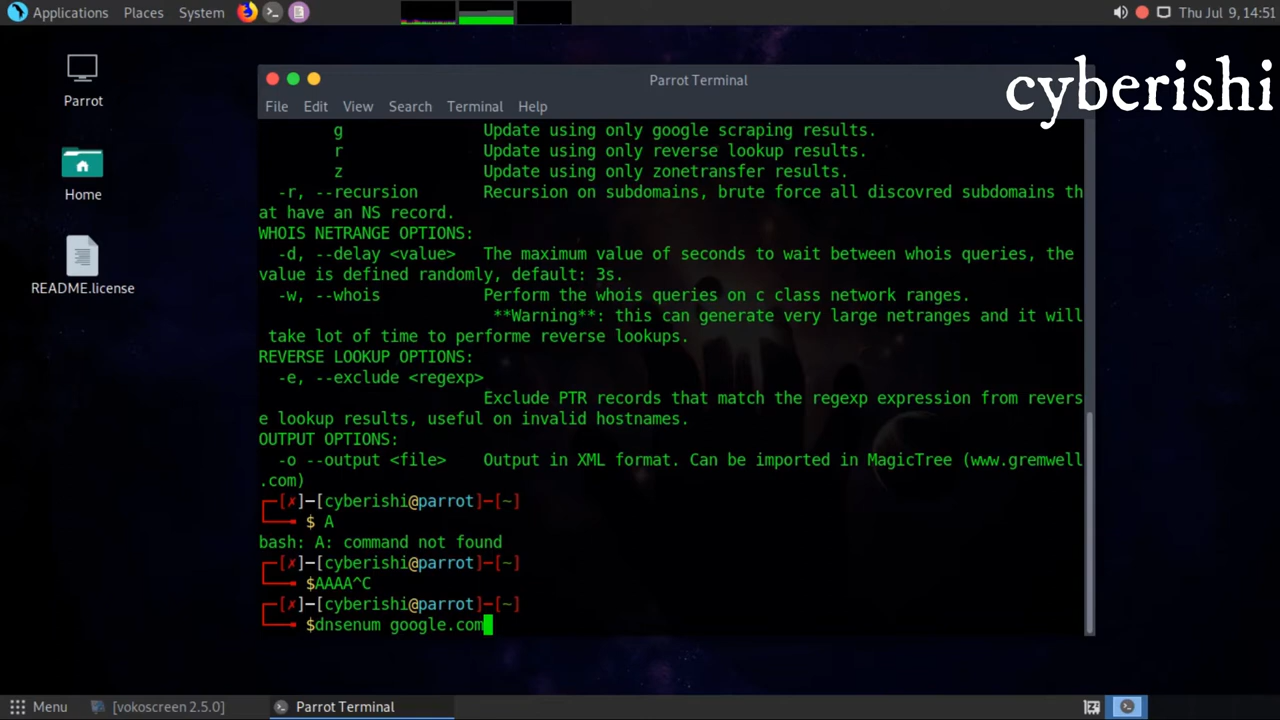 Applications Places System Thu Jul 9, 14:51
cyberishi
Parrot
Home
README.license
Parrot Terminal
File Edit View Search Terminal Help
g Update using only google scraping results.
r Update using only reverse lookup results.
z Update using only zonetransfer results.
-r, --recursion Recursion on subdomains, brute force all discovred subdomains th
at have an NS record.
WHOIS NETRANGE OPTIONS:
-d, --delay <value> The maximum value of seconds to wait between whois queries, the
value is defined randomly, default: 3s.
-w, --whois Perform the whois queries on c class network ranges.
**Warning**: this can generate very large netranges and it will
take lot of time to performe reverse lookups.
REVERSE LOOKUP OPTIONS:
-e, --exclude <regexp>
Exclude PTR records that match the regexp expression from revers
e lookup results, useful on invalid hostnames.
OUTPUT OPTIONS:
-o --output <file> Output in XML format. Can be imported in MagicTree (www.gremwell
.com)
┌─[✗]─[cyberishi@parrot]─[~]
└──╼ $ A
bash: A: command not found
┌─[✗]─[cyberishi@parrot]─[~]
└──╼ $AAAA^C
┌─[✗]─[cyberishi@parrot]─[~]
└──╼ $dnsenum google.com
Menu [vokoscreen 2.5.0] Parrot Terminal